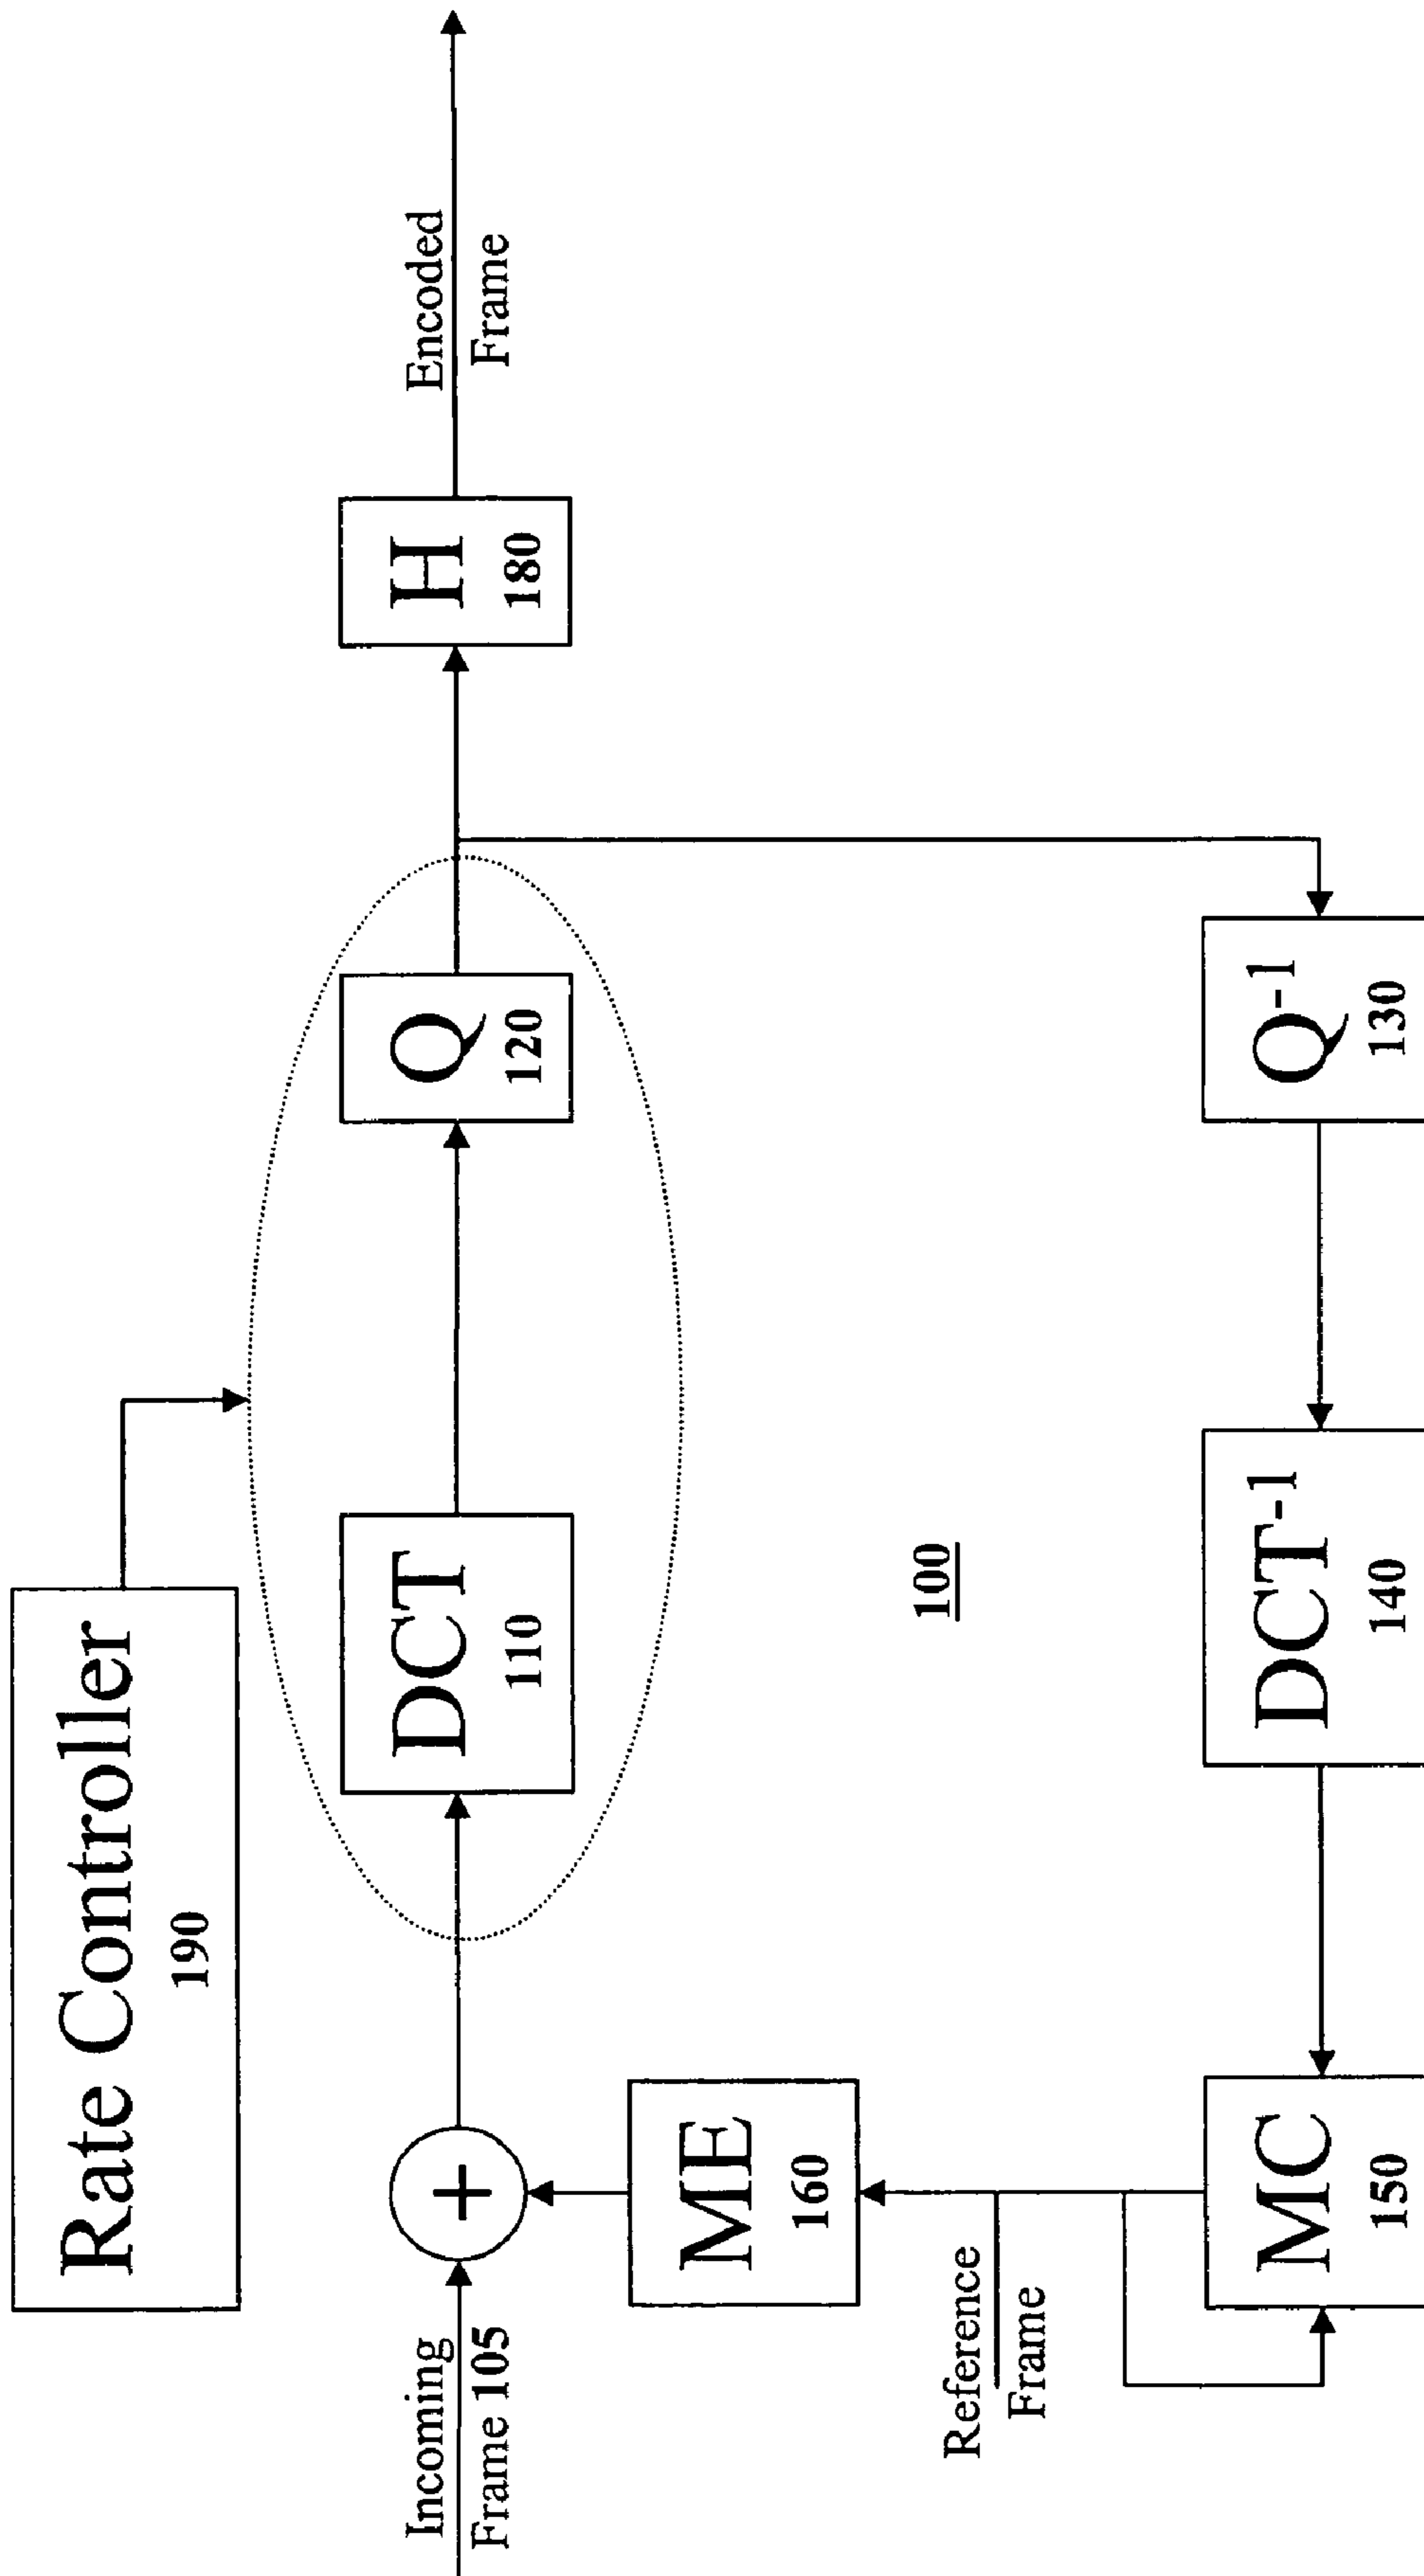 Rate Controller
190
Incoming
Frame 105
+
DCT
110
Q
120
H
180
Encoded
Frame
ME
160
100
Reference
Frame
MC
150
DCT-1
140
Q-1
130